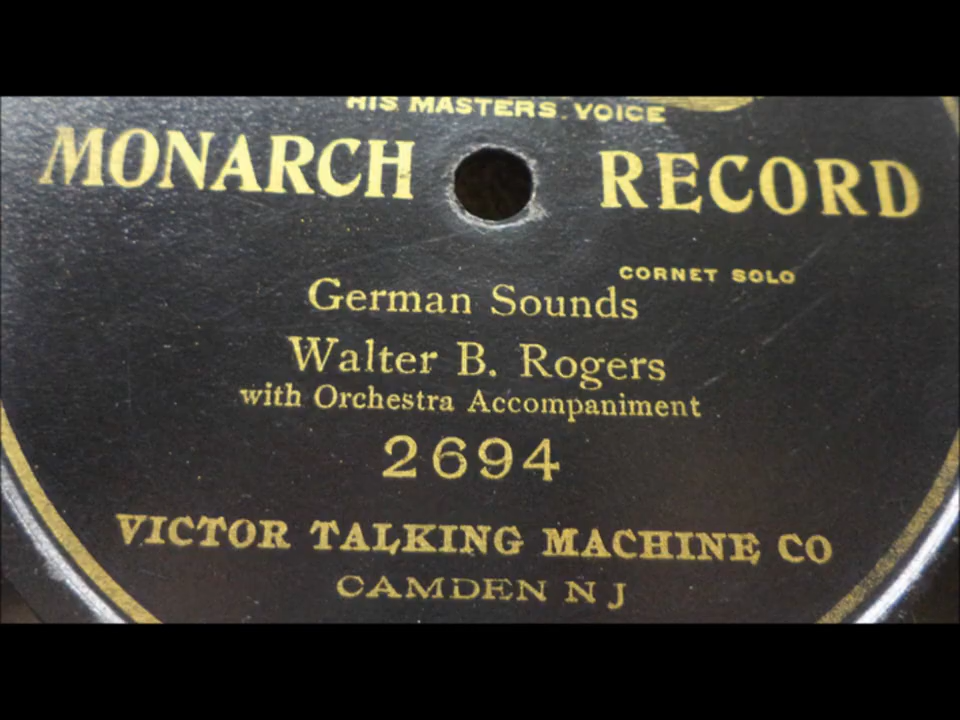 HIS MASTERS VOICE
MONARCH RECORD
CORNET SOLO
German Sounds
Walter B. Rogers
with Orchestra Accompaniment
2694
VICTOR TALKING MACHINE CO
CAMDEN N J